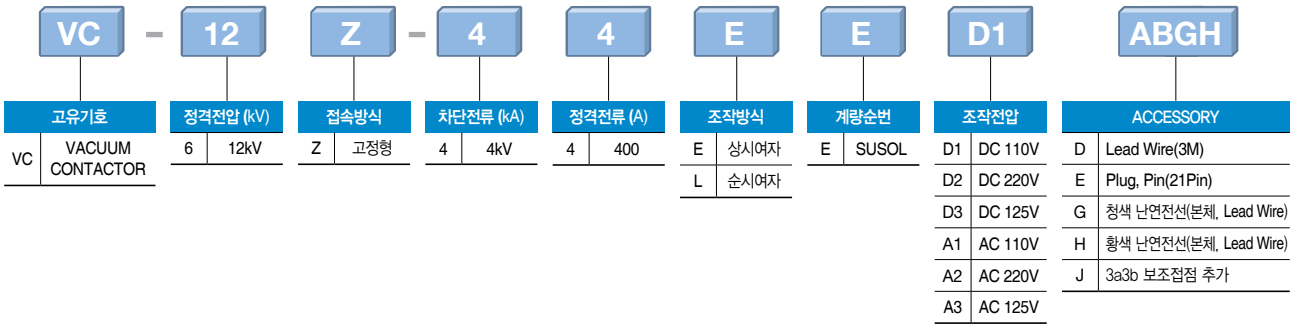 VC - 12 Z - 4 4 E E D1 ABGH
고유기호 정격전압 (kV) 접속방식 차단전류 (kA) 정격전류 (A) 조작방식 계량순번 조작전압 ACCESSORY
VC VACUUM CONTACTOR
6 12kV
Z 고정형
4 4kV
4 400
E 상시여자
L 순시여자
E SUSOL
D1 DC 110V
D2 DC 220V
D3 DC 125V
A1 AC 110V
A2 AC 220V
A3 AC 125V
D Lead Wire(3M)
E Plug, Pin(21Pin)
G 청색 난연전선(본체, Lead Wire)
H 황색 난연전선(본체, Lead Wire)
J 3a3b 보조접점 추가